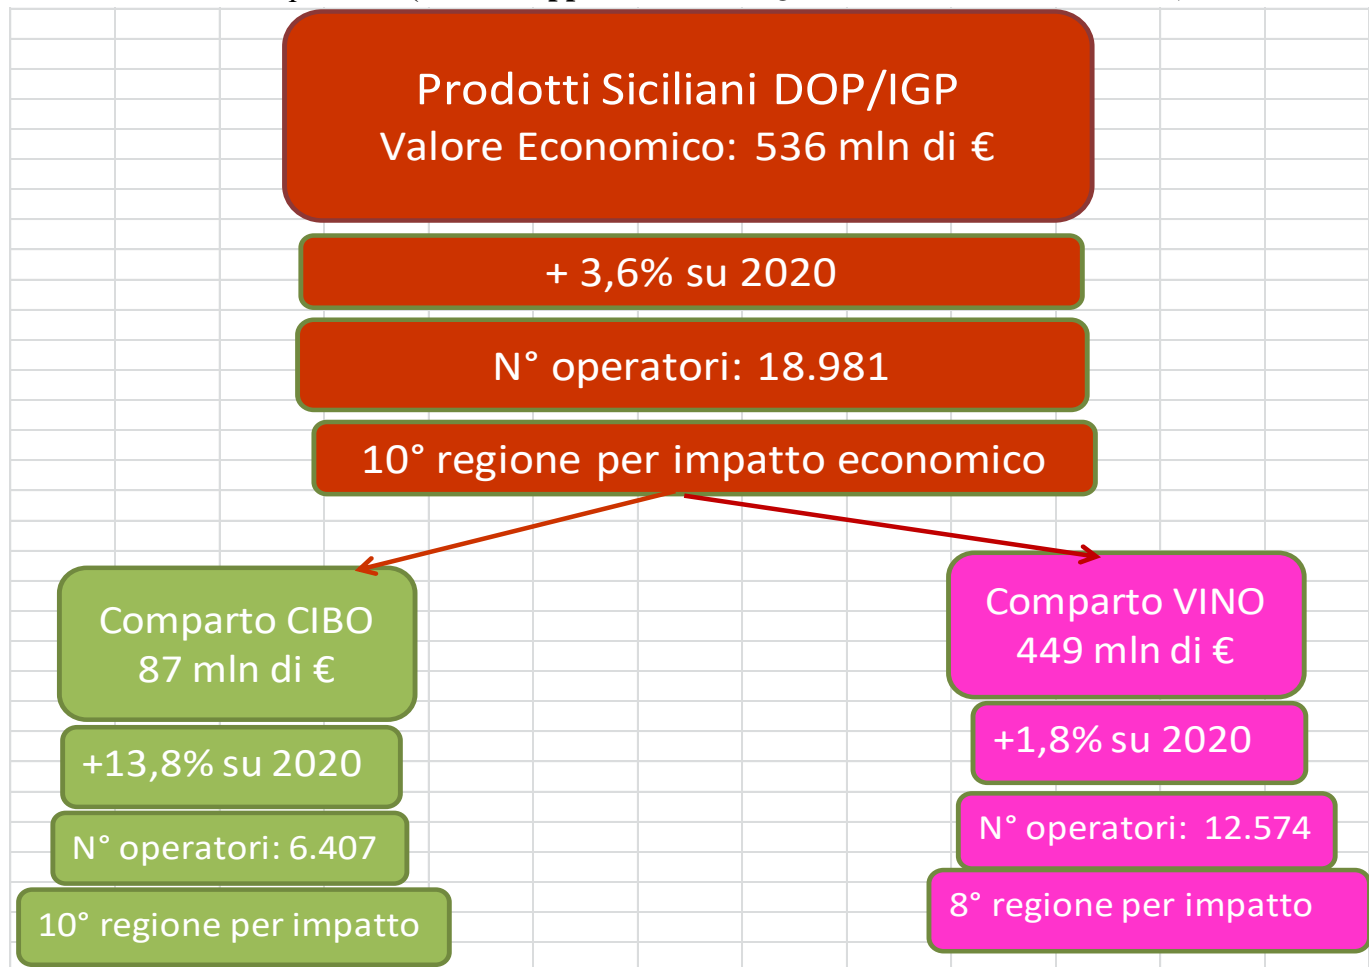 Prodotti Siciliani DOP/IGP
Valore Economico: 536 mln di €
+ 3,6% su 2020
N° operatori: 18.981
10° regione per impatto economico
Comparto CIBO
87 mln di €
+13,8% su 2020
N° operatori: 6.407
10° regione per impatto
Comparto VINO
449 mln di €
+1,8% su 2020
N° operatori: 12.574
8° regione per impatto